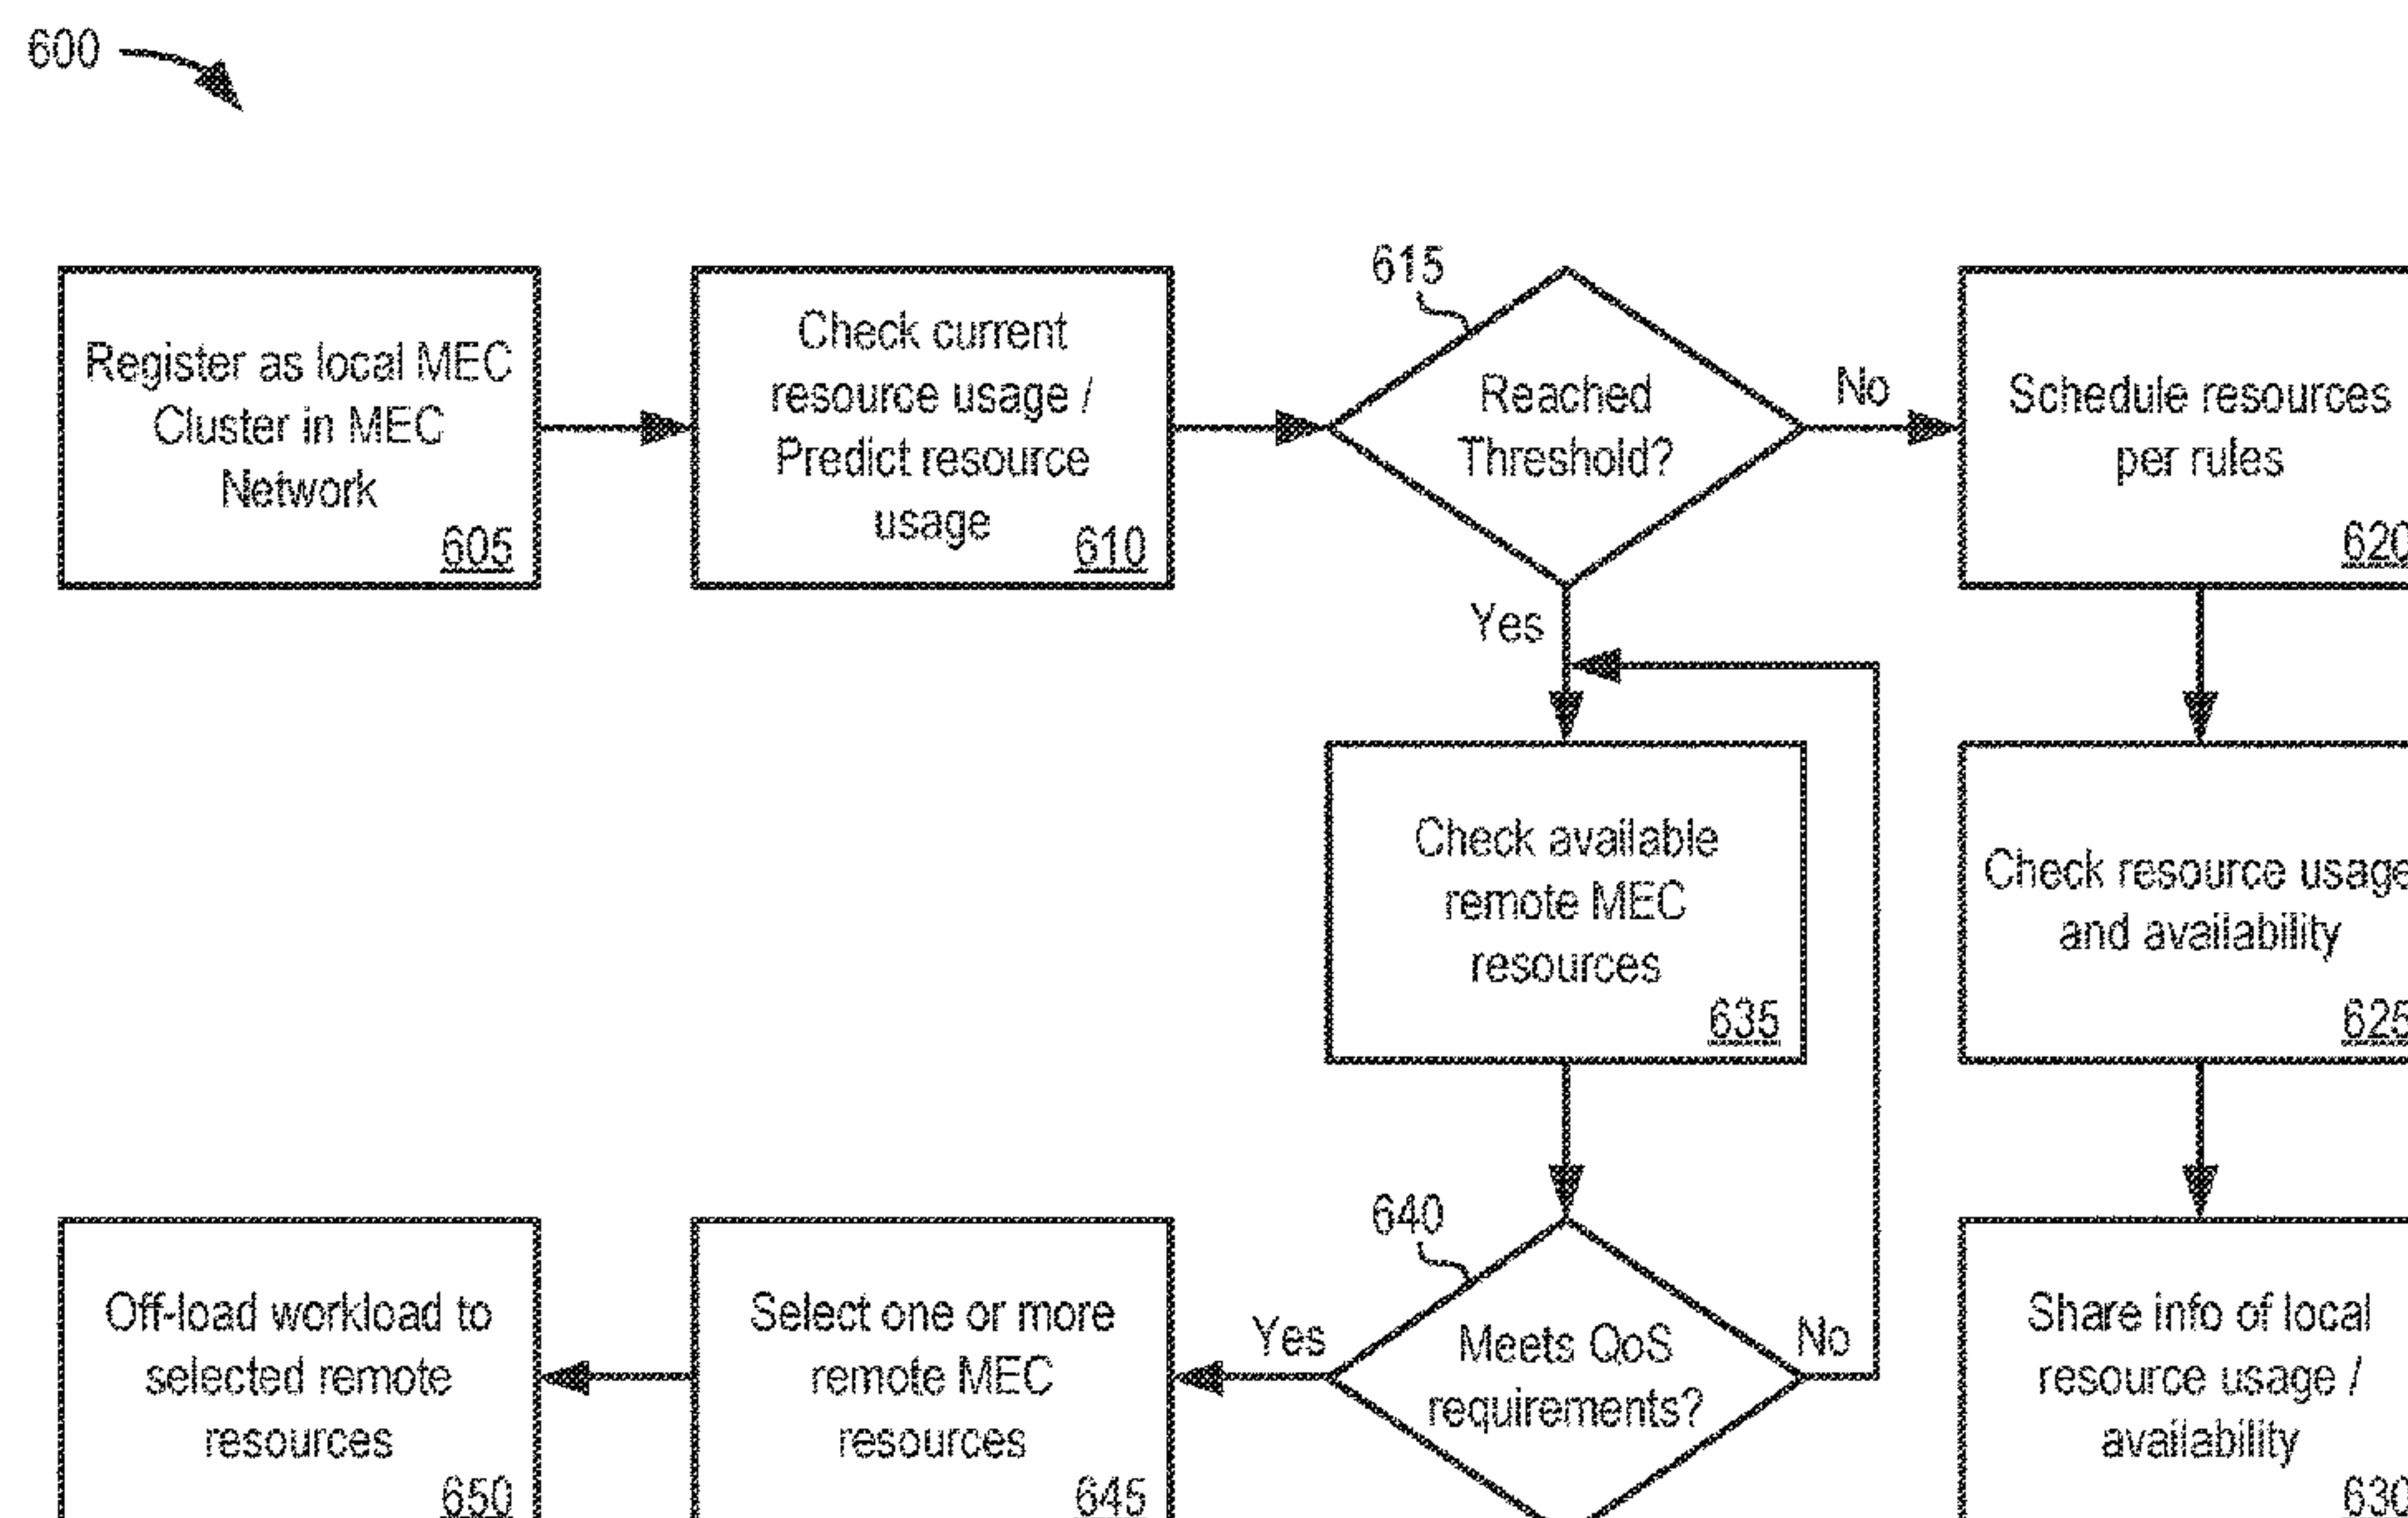 600
Register as local MEC
Cluster in MEC
Network
605
Check current
resource usage /
Predict resource
usage
610
615
Reached
Threshold?
No
Yes
Schedule resources
per rules
620
Check available
remote MEC
resources
635
Check resource usage
and availability
625
Off-load workload to
selected remote
resources
650
Select one or more
remote MEC
resources
645
640
Yes
Meets QoS
requirements?
No
Share info of local
resource usage /
availability
630